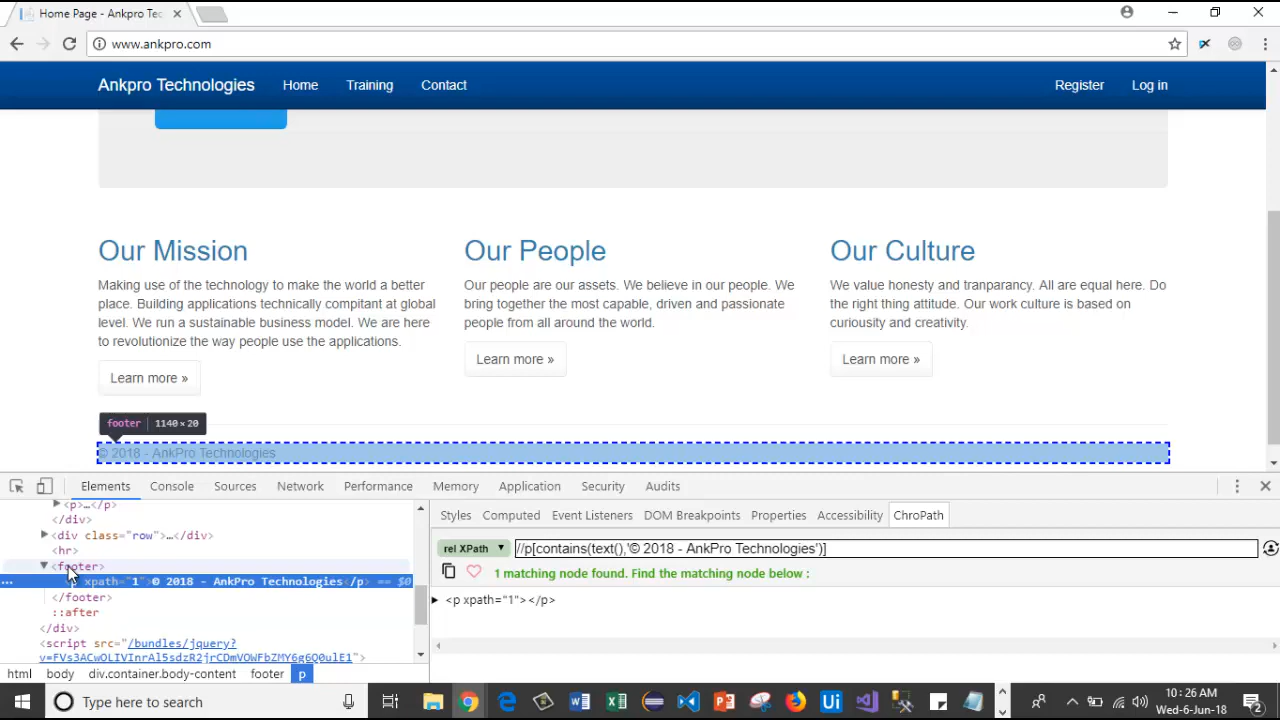 Home Page - Ankpro Tec
www.ankpro.com
Ankpro Technologies Home Training Contact Register Log in
Our Mission
Making use of the technology to make the world a better
place. Building applications technically compitant at global
level. We run a sustainable business model. We are here
to revolutionize the way people use the applications.
Learn more »
Our People
Our people are our assets. We believe in our people. We
bring together the most capable, driven and passionate
people from all around the world.
Learn more »
Our Culture
We value honesty and tranparancy. All are equal here. Do
the right thing attitude. Our work culture is based on
curiousity and creativity.
Learn more »
footer 1140 × 20
© 2018 - AnkPro Technologies
Elements Console Sources Network Performance Memory Application Security Audits
<p>…</p>
</div>
<div class="row">…</div>
<hr>
<footer>
xpath="1">© 2018 - AnkPro Technologies</p> == $0
</footer>
::after
</div>
<script src="/bundles/jquery?
v=FVs3ACwOLIVInrAl5sdzR2jrCDmVOWFbZMY6g6Q0ulE1">
html body div.container.body-content footer p
Styles Computed Event Listeners DOM Breakpoints Properties Accessibility ChroPath
rel XPath //p[contains(text(),'© 2018 - AnkPro Technologies')]
1 matching node found. Find the matching node below :
<p xpath="1"></p>
Type here to search
10:26 AM
Wed-6-Jun-18
2